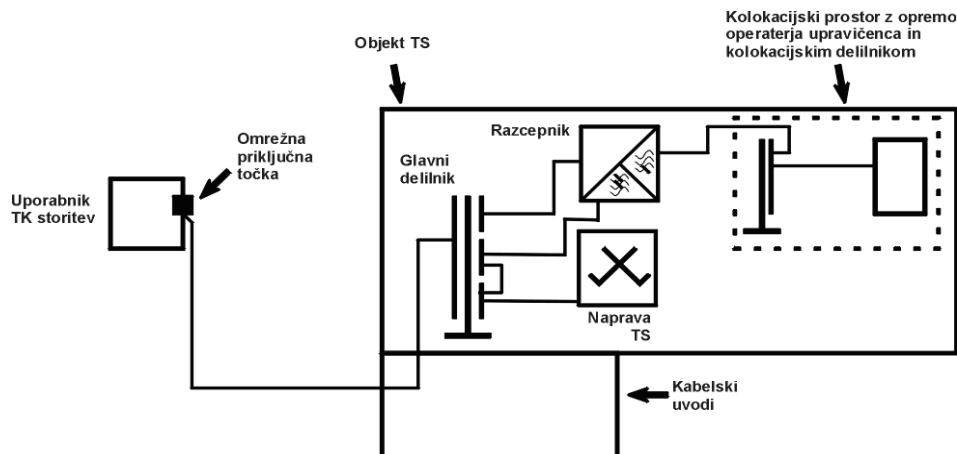 Kolokacijski prostor z opremo
operaterja upravičenca in
kolokacijskim delilnikom
Objekt TS
Razcepnik
Omrežna
priključna
točka
Glavni
delilnik
Uporabnik
TK storitev
Naprava
TS
Kabelski
uvodi